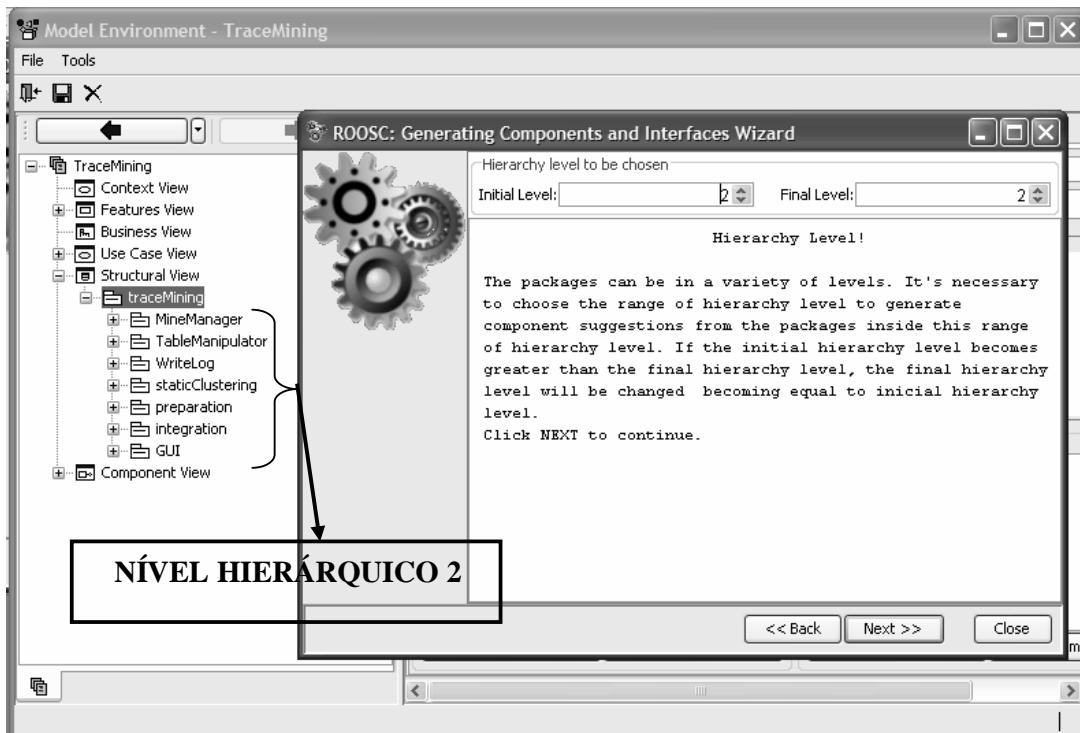 Model Environment - TraceMining
File Tools
TraceMining
Context View
Features View
Business View
Use Case View
Structural View
traceMining
MineManager
TableManipulator
WriteLog
staticClustering
preparation
integration
GUI
Component View
ROOSC: Generating Components and Interfaces Wizard
Hierarchy level to be chosen
Initial Level: 2 Final Level: 2
Hierarchy Level!
The packages can be in a variety of levels. It's necessary
to choose the range of hierarchy level to generate
component suggestions from the packages inside this range
of hierarchy level. If the initial hierarchy level becomes
greater than the final hierarchy level, the final hierarchy
level will be changed becoming equal to inicial hierarchy
level.
Click NEXT to continue.
NÍVEL HIERÁRQUICO 2
<< Back Next >> Close